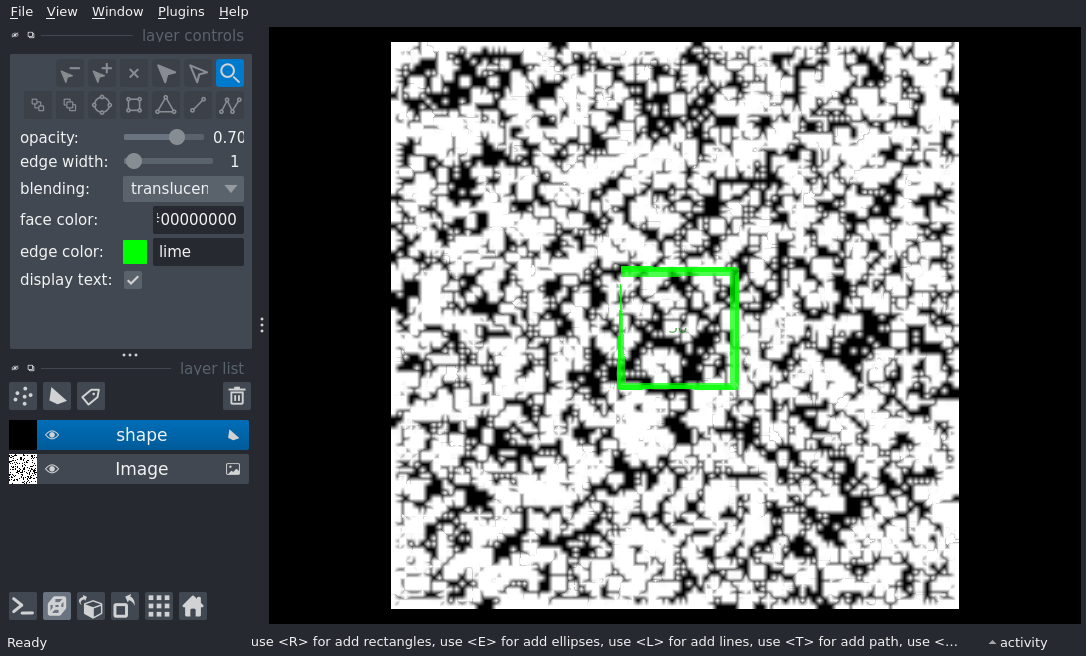 File View Window Plugins Help
layer controls
opacity: 0.70
edge width: 1
blending: translucen
face color: 00000000
edge color: lime
display text:
layer list
shape
Image
Ready
use <R> for add rectangles, use <E> for add ellipses, use <L> for add lines, use <T> for add path, use <...
activity